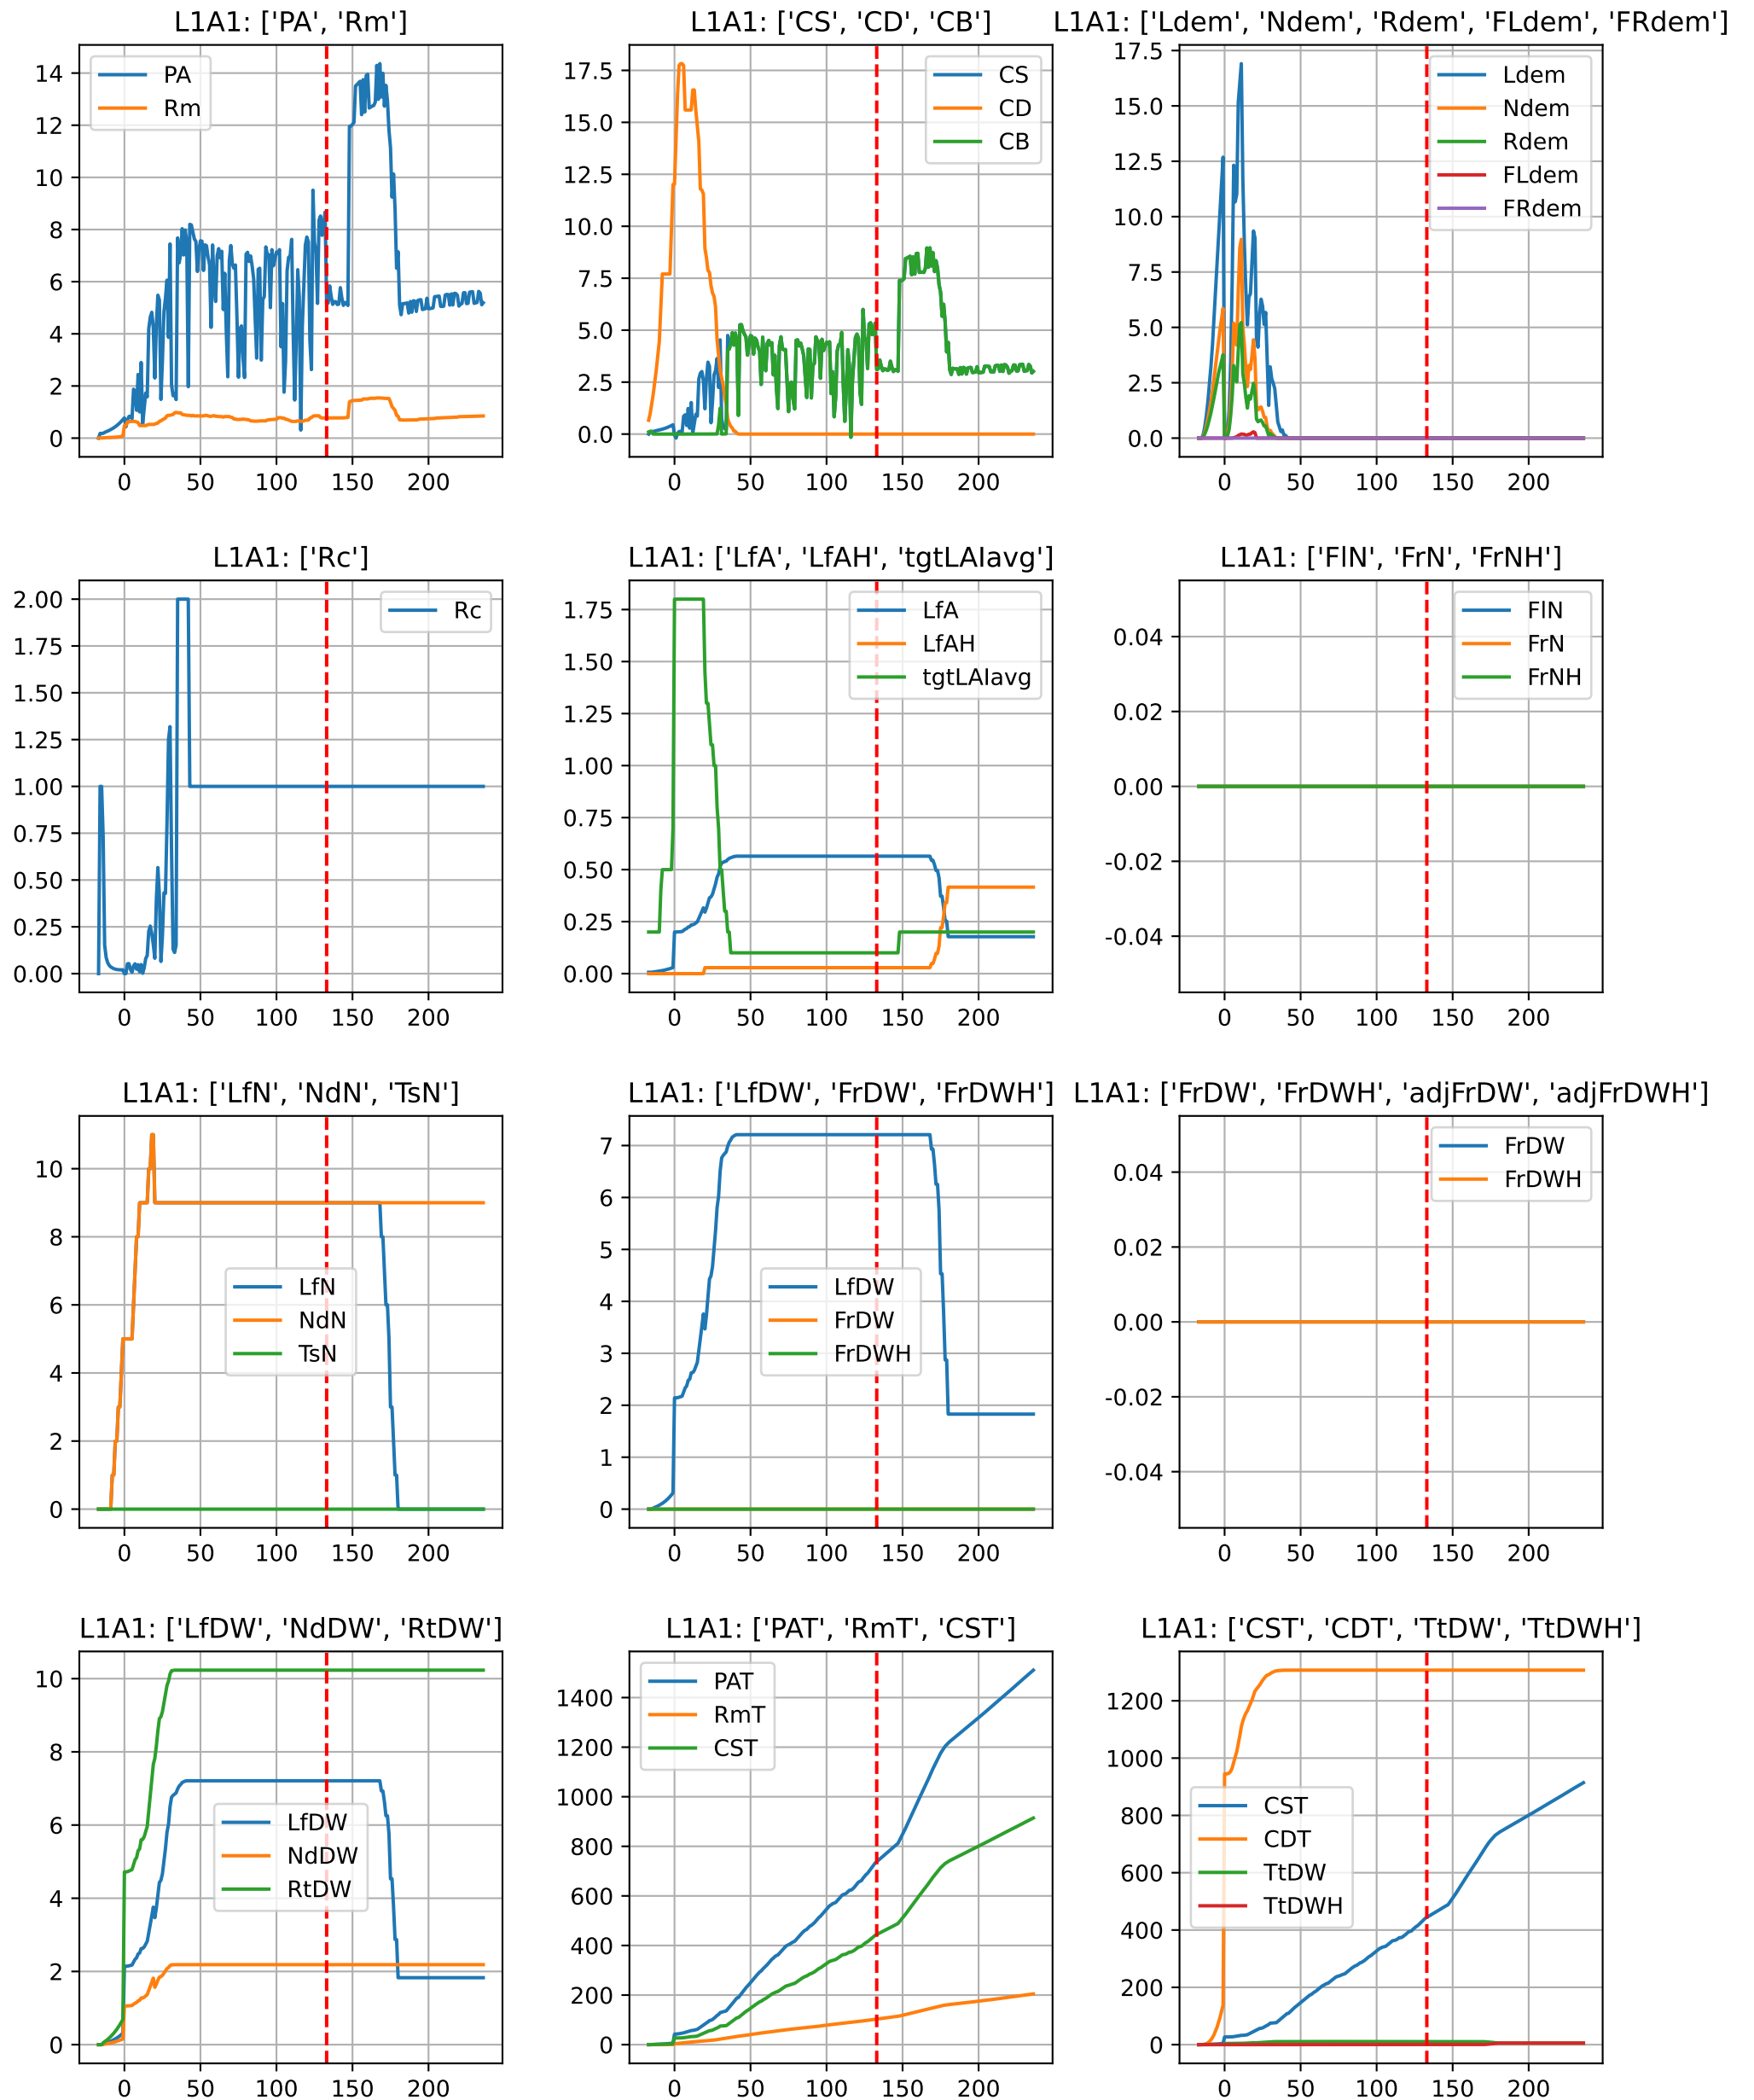 L1A1: ['PA', 'Rm']
14
12
10
8
6
4
2
0
PA
Rm
0 50 100 150 200
L1A1: ['CS', 'CD', 'CB']
17.5
15.0
12.5
10.0
7.5
5.0
2.5
0.0
CS
CD
CB
0 50 100 150 200
L1A1: ['Ldem', 'Ndem', 'Rdem', 'FLdem', 'FRdem']
17.5
15.0
12.5
10.0
7.5
5.0
2.5
0.0
Ldem
Ndem
Rdem
FLdem
FRdem
0 50 100 150 200
L1A1: ['Rc']
2.00
1.75
1.50
1.25
1.00
0.75
0.50
0.25
0.00
Rc
0 50 100 150 200
L1A1: ['LfA', 'LfAH', 'tgtLAIavg']
1.75
1.50
1.25
1.00
0.75
0.50
0.25
0.00
LfA
LfAH
tgtLAIavg
0 50 100 150 200
L1A1: ['FlN', 'FrN', 'FrNH']
0.04
0.02
0.00
-0.02
-0.04
FlN
FrN
FrNH
0 50 100 150 200
L1A1: ['LfN', 'NdN', 'TsN']
10
8
6
4
2
0
LfN
NdN
TsN
0 50 100 150 200
L1A1: ['LfDW', 'FrDW', 'FrDWH']
7
6
5
4
3
2
1
0
LfDW
FrDW
FrDWH
0 50 100 150 200
L1A1: ['FrDW', 'FrDWH', 'adjFrDW', 'adjFrDWH']
0.04
0.02
0.00
-0.02
-0.04
FrDW
FrDWH
0 50 100 150 200
L1A1: ['LfDW', 'NdDW', 'RtDW']
10
8
6
4
2
0
LfDW
NdDW
RtDW
0 50 100 150 200
L1A1: ['PAT', 'RmT', 'CST']
1400
1200
1000
800
600
400
200
0
PAT
RmT
CST
0 50 100 150 200
L1A1: ['CST', 'CDT', 'TtDW', 'TtDWH']
1200
1000
800
600
400
200
0
CST
CDT
TtDW
TtDWH
0 50 100 150 200